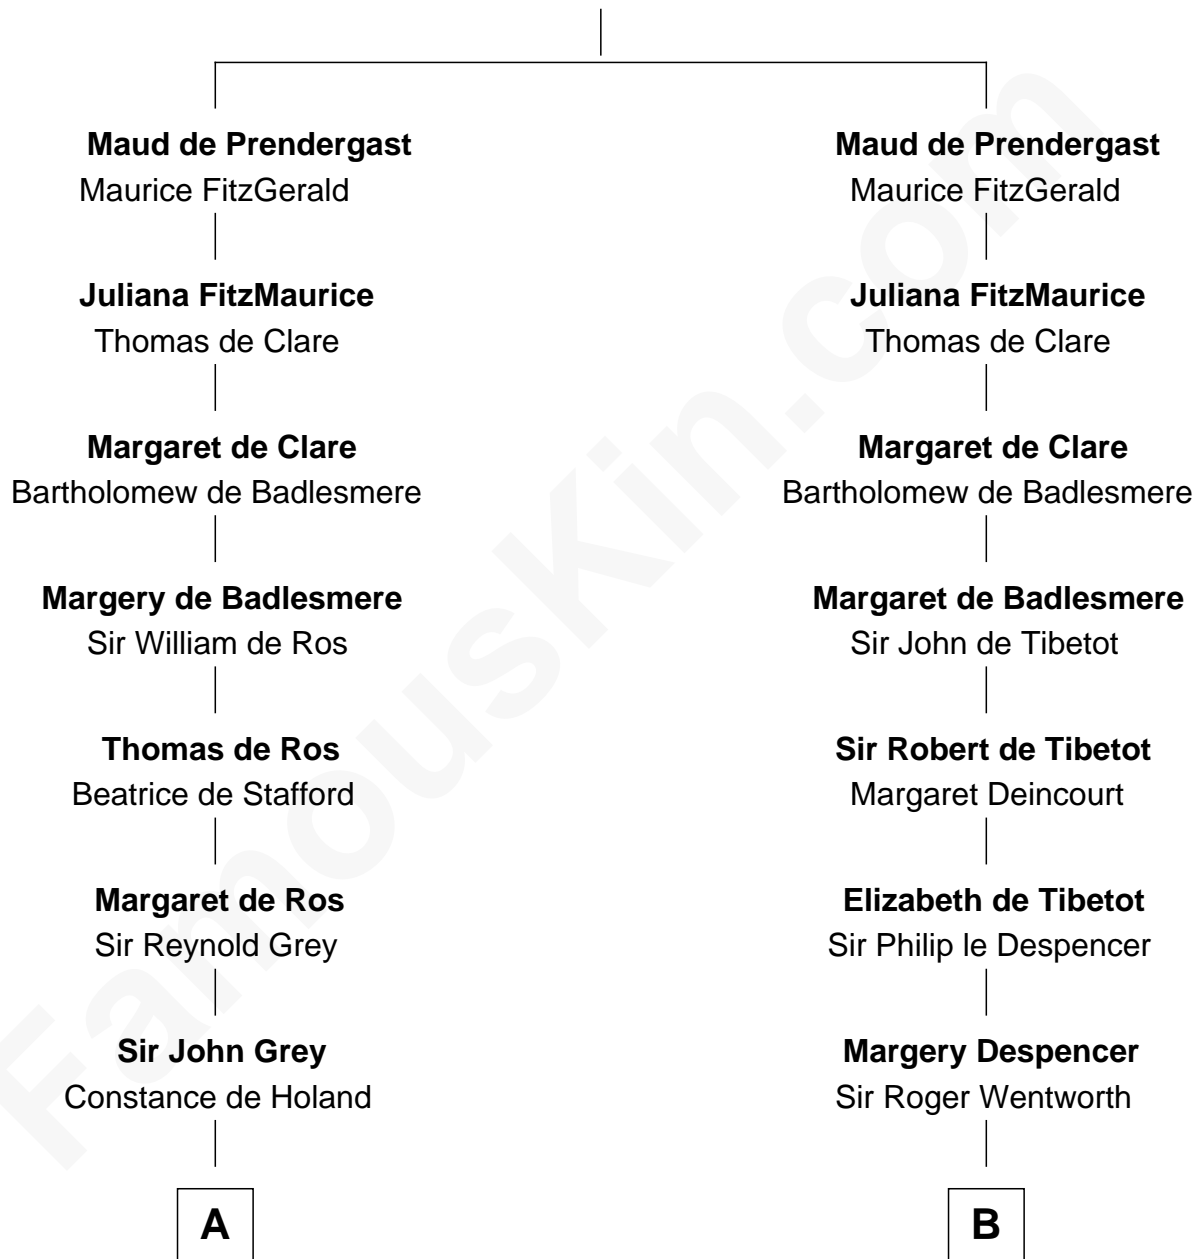 Maud de Prendergast
Maurice FitzGerald
Juliana FitzMaurice
Thomas de Clare
Margaret de Clare
Bartholomew de Badlesmere
Margery de Badlesmere
Sir William de Ros
Thomas de Ros
Beatrice de Stafford
Margaret de Ros
Sir Reynold Grey
Sir John Grey
Constance de Holand
A
Maud de Prendergast
Maurice FitzGerald
Juliana FitzMaurice
Thomas de Clare
Margaret de Clare
Bartholomew de Badlesmere
Margaret de Badlesmere
Sir John de Tibetot
Sir Robert de Tibetot
Margaret Deincourt
Elizabeth de Tibetot
Sir Philip le Despencer
Margery Despencer
Sir Roger Wentworth
B
FamousKin.com